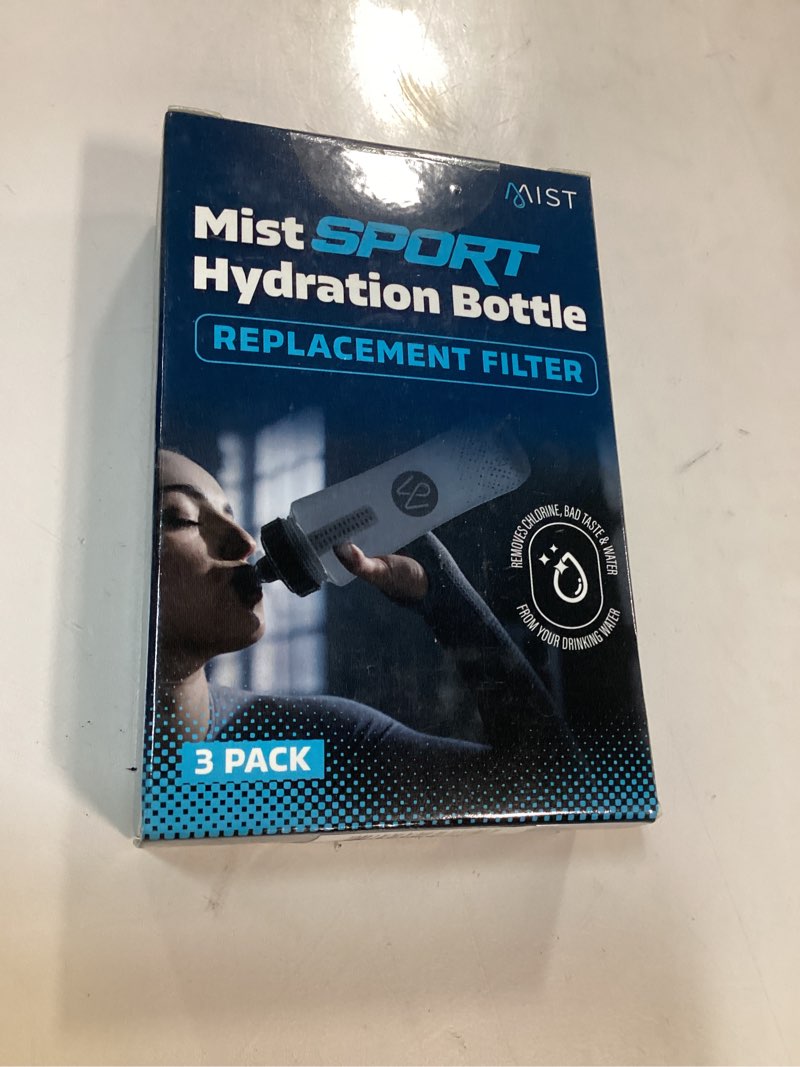 MIST
Mist SPORT
Hydration Bottle
REPLACEMENT FILTER
REMOVES CHLORINE, BAD TASTE & WATER
FROM YOUR DRINKING WATER
3 PACK